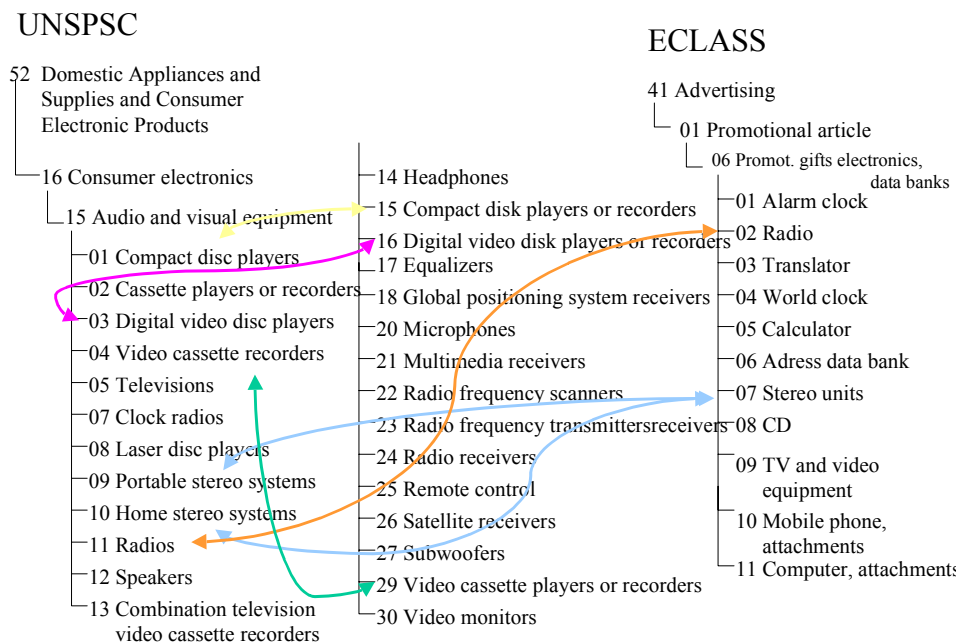 UNSPSC
52 Domestic Appliances and
Supplies and Consumer
Electronic Products
16 Consumer electronics
15 Audio and visual equipment
01 Compact disc players
02 Cassette players or recorders
03 Digital video disc players
04 Video cassette recorders
05 Televisions
07 Clock radios
08 Laser disc players
09 Portable stereo systems
10 Home stereo systems
11 Radios
12 Speakers
13 Combination television
video cassette recorders
14 Headphones
15 Compact disk players or recorders
16 Digital video disk players or recorders
17 Equalizers
18 Global positioning system receivers
20 Microphones
21 Multimedia receivers
22 Radio frequency scanners
23 Radio frequency transmittersreceivers
24 Radio receivers
25 Remote control
26 Satellite receivers
27 Subwoofers
29 Video cassette players or recorders
30 Video monitors
ECLASS
41 Advertising
01 Promotional article
06 Promot. gifts electronics,
data banks
01 Alarm clock
02 Radio
03 Translator
04 World clock
05 Calculator
06 Adress data bank
07 Stereo units
08 CD
09 TV and video
equipment
10 Mobile phone,
attachments
11 Computer, attachments